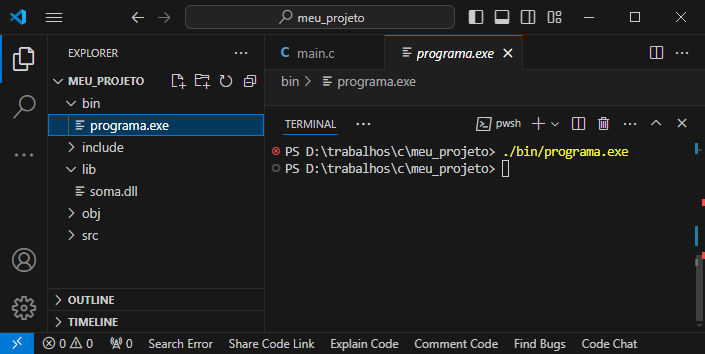 meu_projeto
EXPLORER
MEU_PROJETO
bin
programa.exe
include
lib
soma.dll
obj
src
OUTLINE
TIMELINE
C main.c
programa.exe
bin > programa.exe
TERMINAL
pwsh
PS D:\trabalhos\c\meu_projeto> ./bin/programa.exe
PS D:\trabalhos\c\meu_projeto>
0 0 0 Search Error Share Code Link Explain Code Comment Code Find Bugs Code Chat